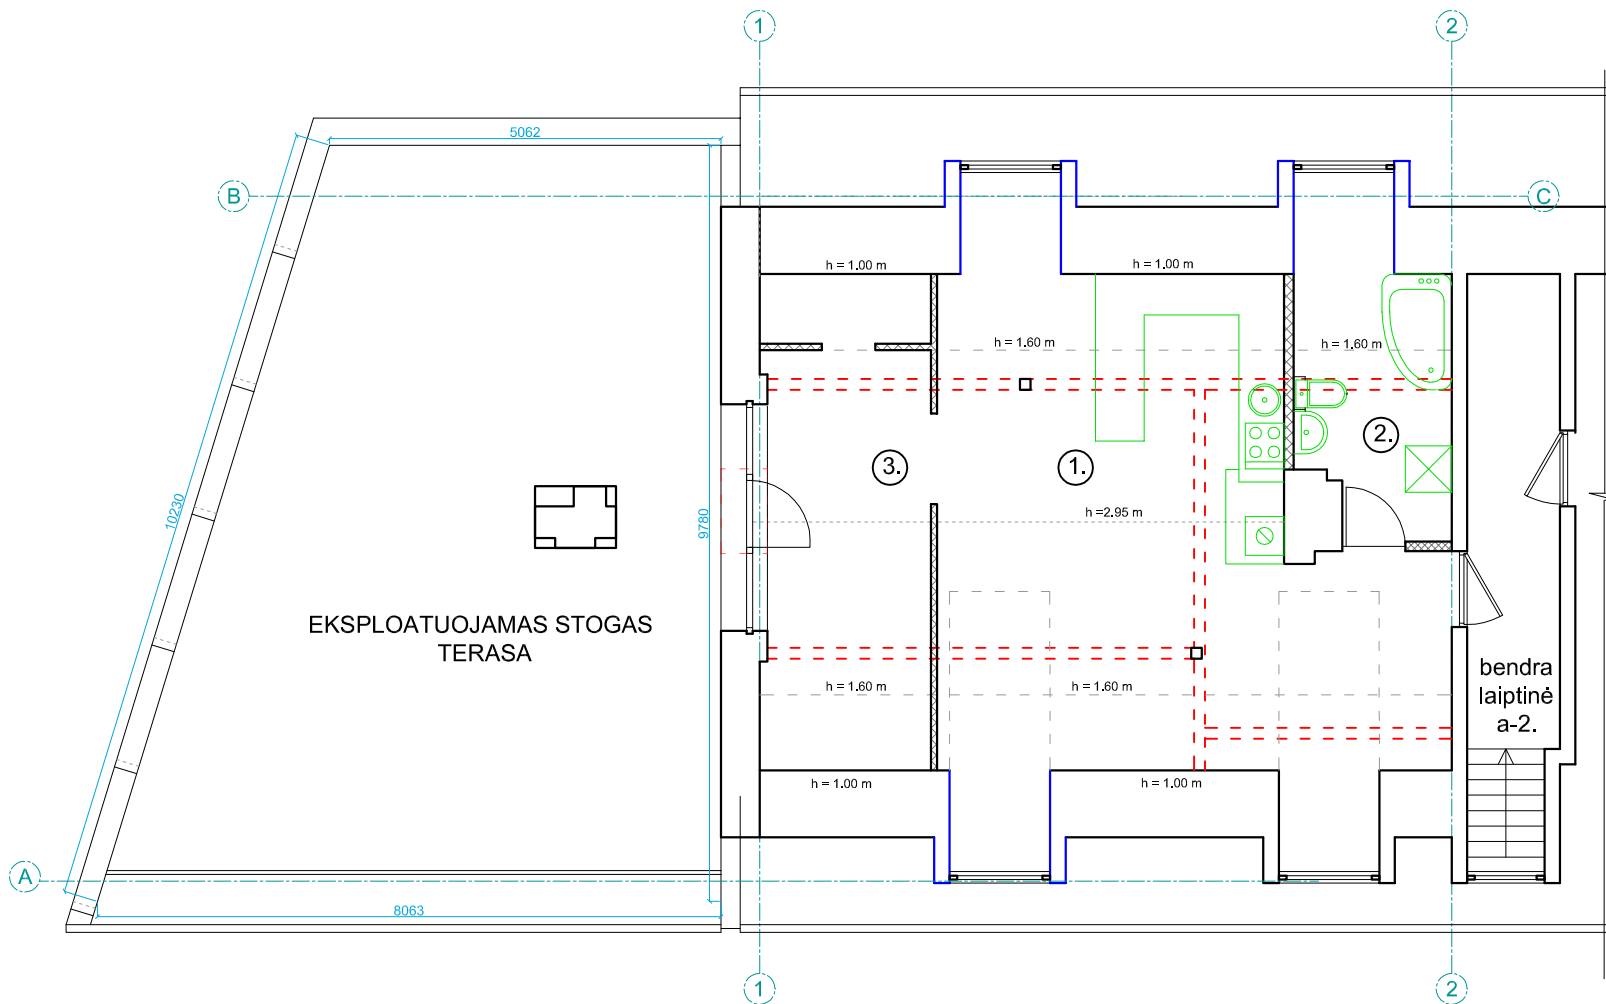 1
2
5062
B
C
h = 1.00 m
h = 1.00 m
h = 1.60 m
h = 1.60 m
2.
3.
1.
10230
9780
h =2.95 m
EKSPLOATUOJAMAS STOGAS
TERASA
bendra
laiptinė
a-2.
h = 1.60 m
h = 1.60 m
h = 1.00 m
h = 1.00 m
A
8063
1
2